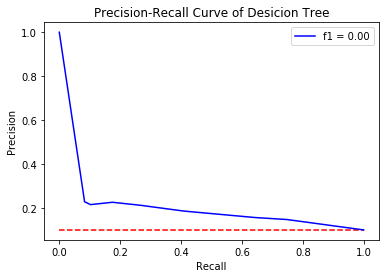 Precision-Recall Curve of Desicion Tree
f1 = 0.00
Precision
1.0
0.8
0.6
0.4
0.2
0.0 0.2 0.4 0.6 0.8 1.0
Recall